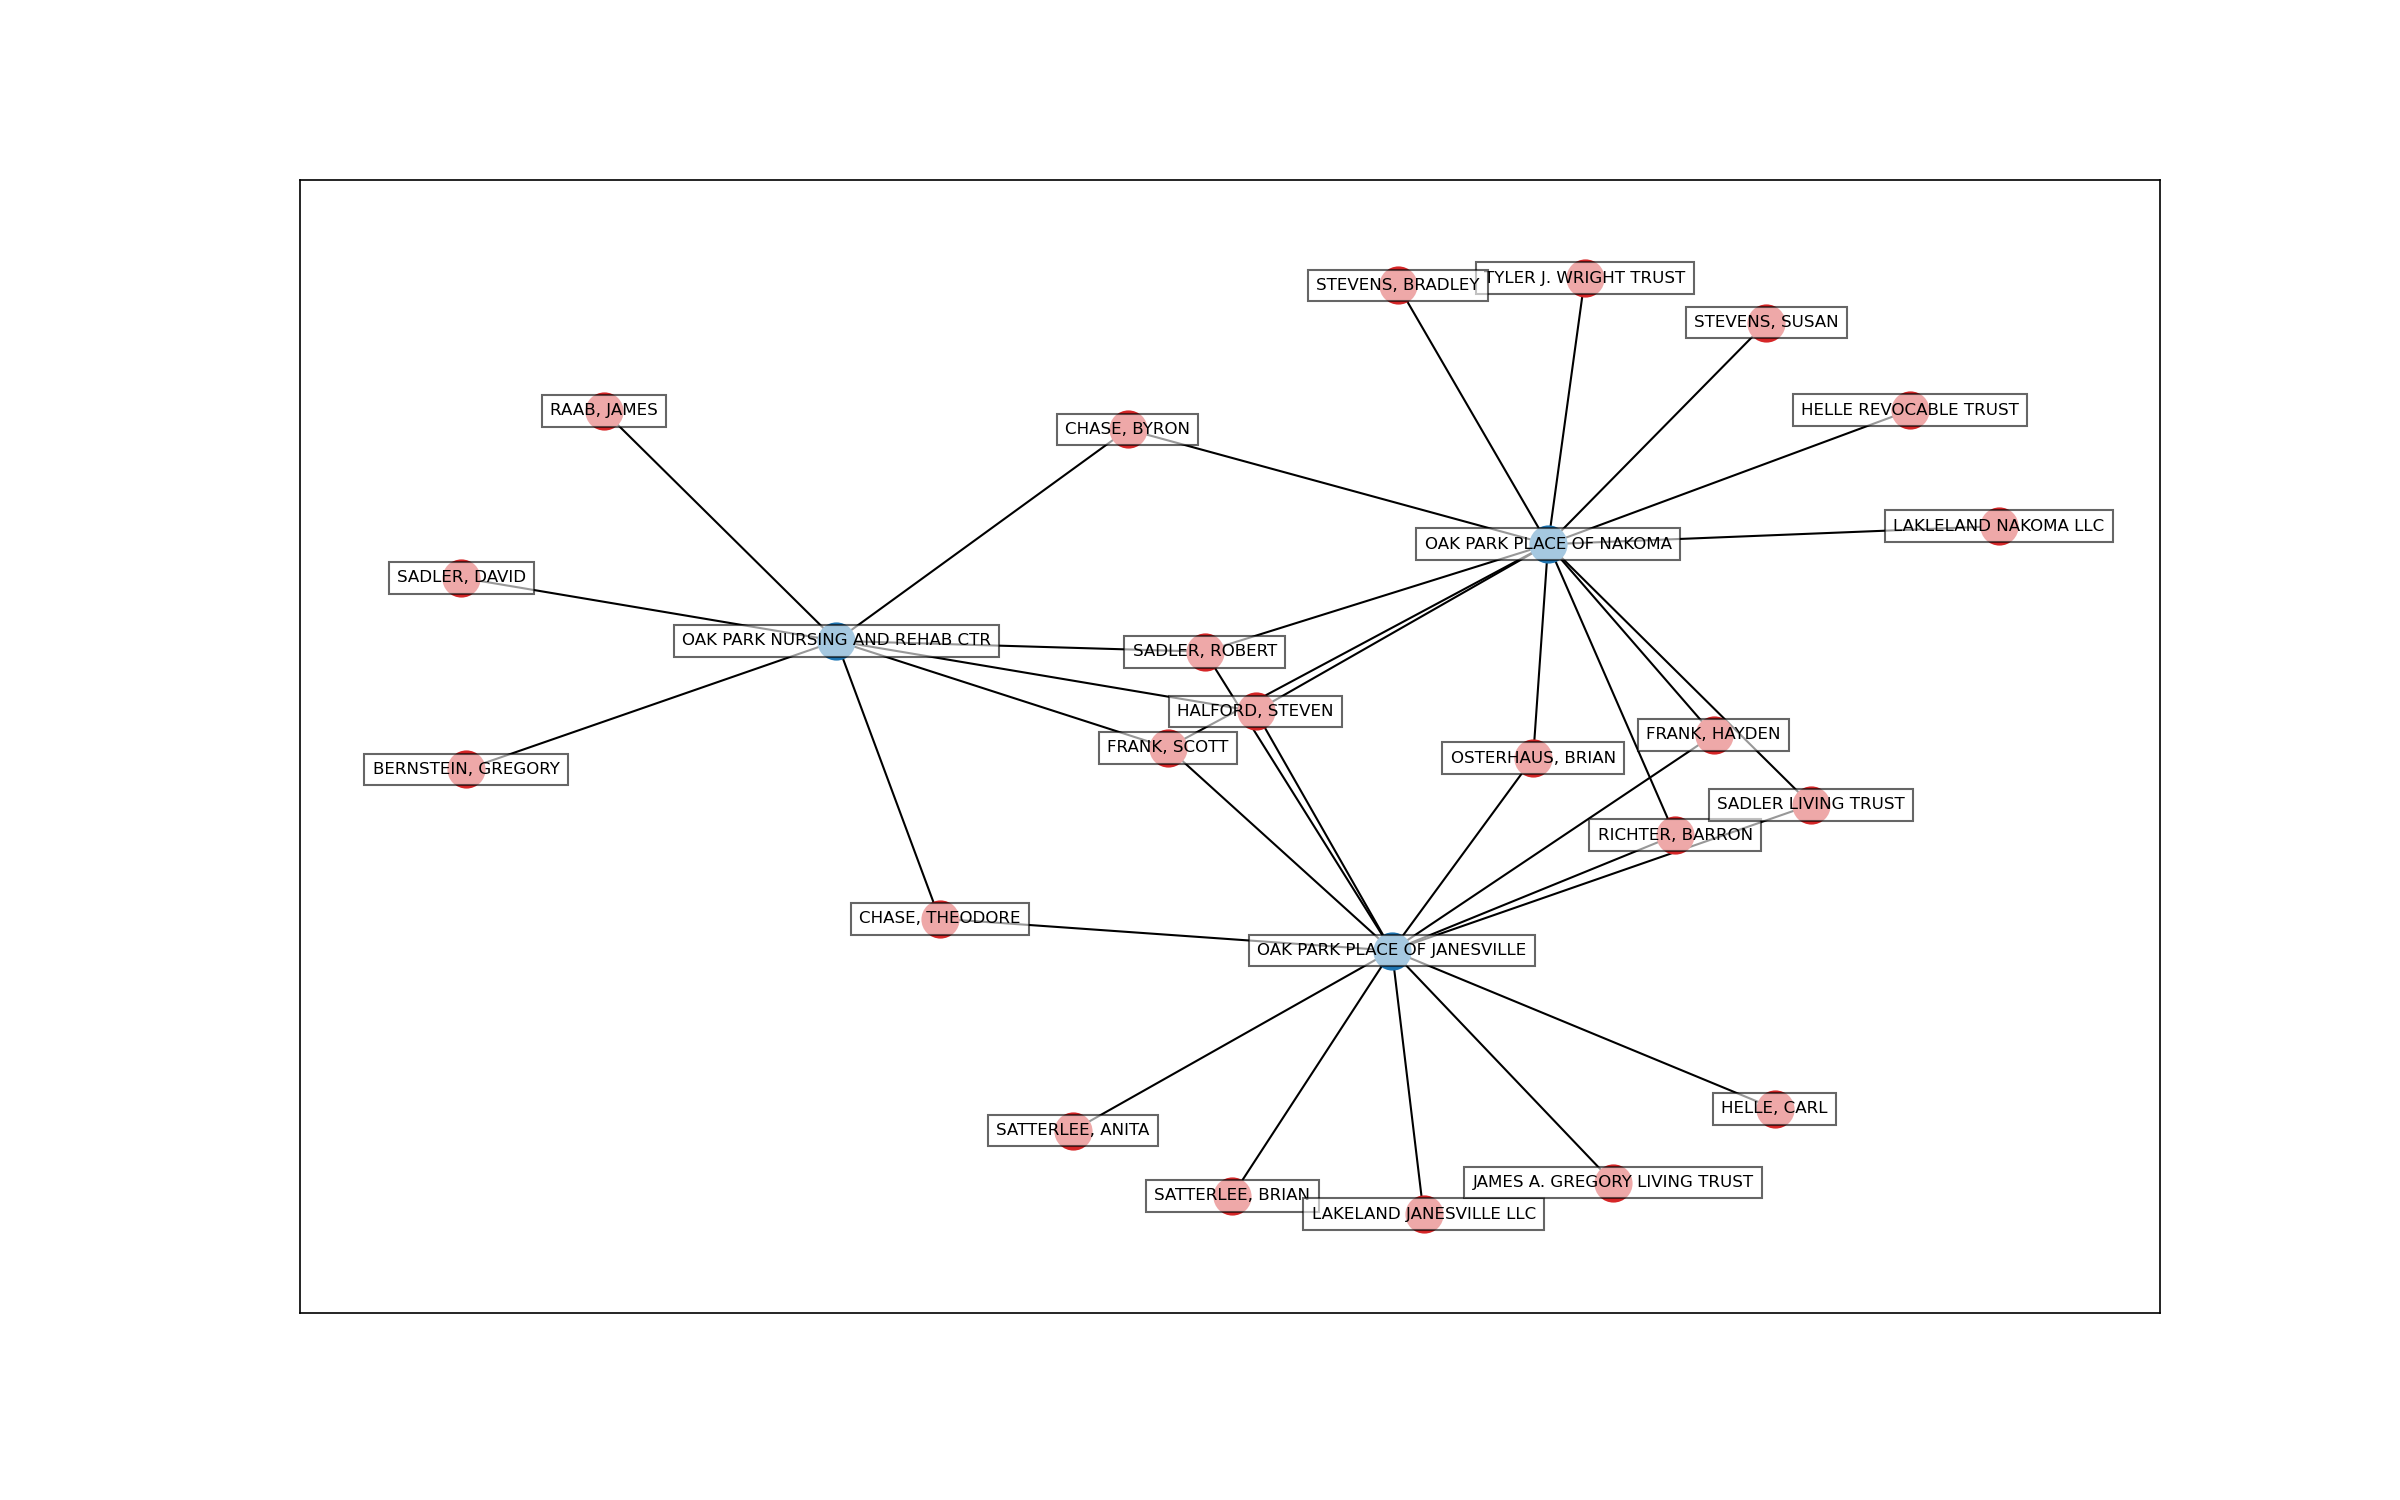 TYLER J. WRIGHT TRUST
STEVENS, BRADLEY
STEVENS, SUSAN
RAAB, JAMES
HELLE REVOCABLE TRUST
CHASE, BYRON
LAKLELAND NAKOMA LLC
OAK PARK PLACE OF NAKOMA
SADLER, DAVID
OAK PARK NURSING AND REHAB CTR
SADLER, ROBERT
HALFORD, STEVEN
FRANK, HAYDEN
FRANK, SCOTT
OSTERHAUS, BRIAN
BERNSTEIN, GREGORY
SADLER LIVING TRUST
RICHTER, BARRON
CHASE, THEODORE
OAK PARK PLACE OF JANESVILLE
HELLE, CARL
SATTERLEE, ANITA
JAMES A. GREGORY LIVING TRUST
SATTERLEE, BRIAN
LAKELAND JANESVILLE LLC